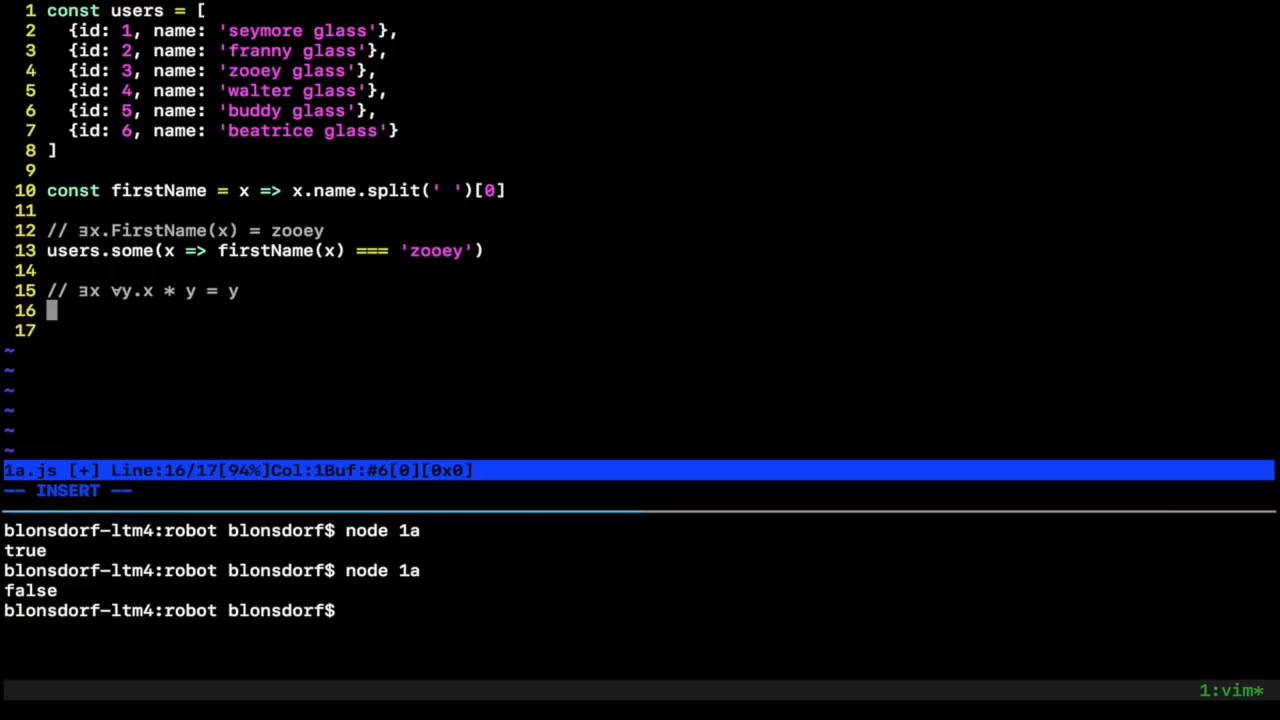 1 const users = [
2   {id: 1, name: 'seymore glass'},
3   {id: 2, name: 'franny glass'},
4   {id: 3, name: 'zooey glass'},
5   {id: 4, name: 'walter glass'},
6   {id: 5, name: 'buddy glass'},
7   {id: 6, name: 'beatrice glass'}
8 ]
9
10 const firstName = x => x.name.split(' ')[0]
11
12 // ∃x.FirstName(x) = zooey
13 users.some(x => firstName(x) === 'zooey')
14
15 // ∃x ∀y.x * y = y
16
17
~
~
~
~
~
~
1a.js [+] Line:16/17[94%]Col:1Buf:#6[0][0x0]
-- INSERT --
blonsdorf-ltm4:robot blonsdorf$ node 1a
true
blonsdorf-ltm4:robot blonsdorf$ node 1a
false
blonsdorf-ltm4:robot blonsdorf$
1:vim*